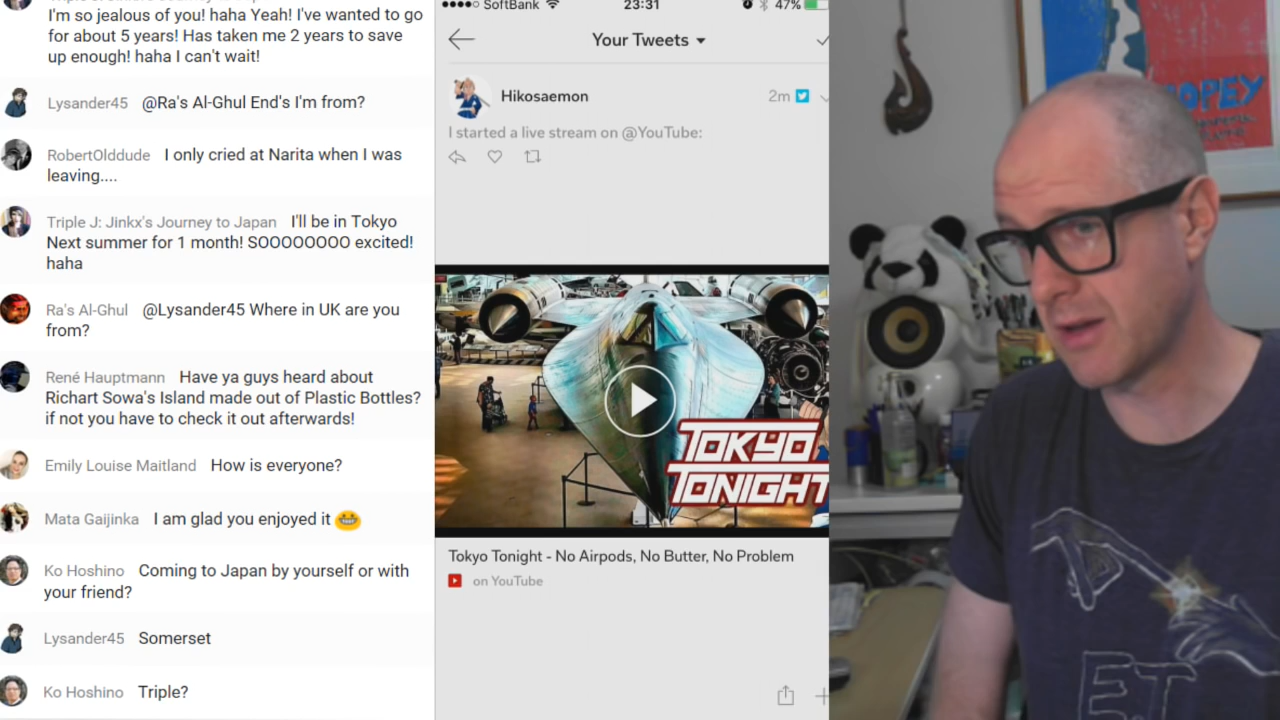 I'm so jealous of you! haha Yeah! I've wanted to go
for about 5 years! Has taken me 2 years to save
up enough! haha I can't wait!
Lysander45 @Ra's Al-Ghul End's I'm from?
RobertOlddude I only cried at Narita when I was
leaving....
Triple J: Jinkx's Journey to Japan I'll be in Tokyo
Next summer for 1 month! SOOOOOOOO excited!
haha
Ra's Al-Ghul @Lysander45 Where in UK are you
from?
René Hauptmann Have ya guys heard about
Richart Sowa's Island made out of Plastic Bottles?
if not you have to check it out afterwards!
Emily Louise Maitland How is everyone?
Mata Gaijinka I am glad you enjoyed it
Ko Hoshino Coming to Japan by yourself or with
your friend?
Lysander45 Somerset
Ko Hoshino Triple?
SoftBank 23:31 47%
Your Tweets
Hikosaemon 2m
I started a live stream on @YouTube:
TOKYO
TONIGHT
Tokyo Tonight - No Airpods, No Butter, No Problem
on YouTube
OPEY
ET